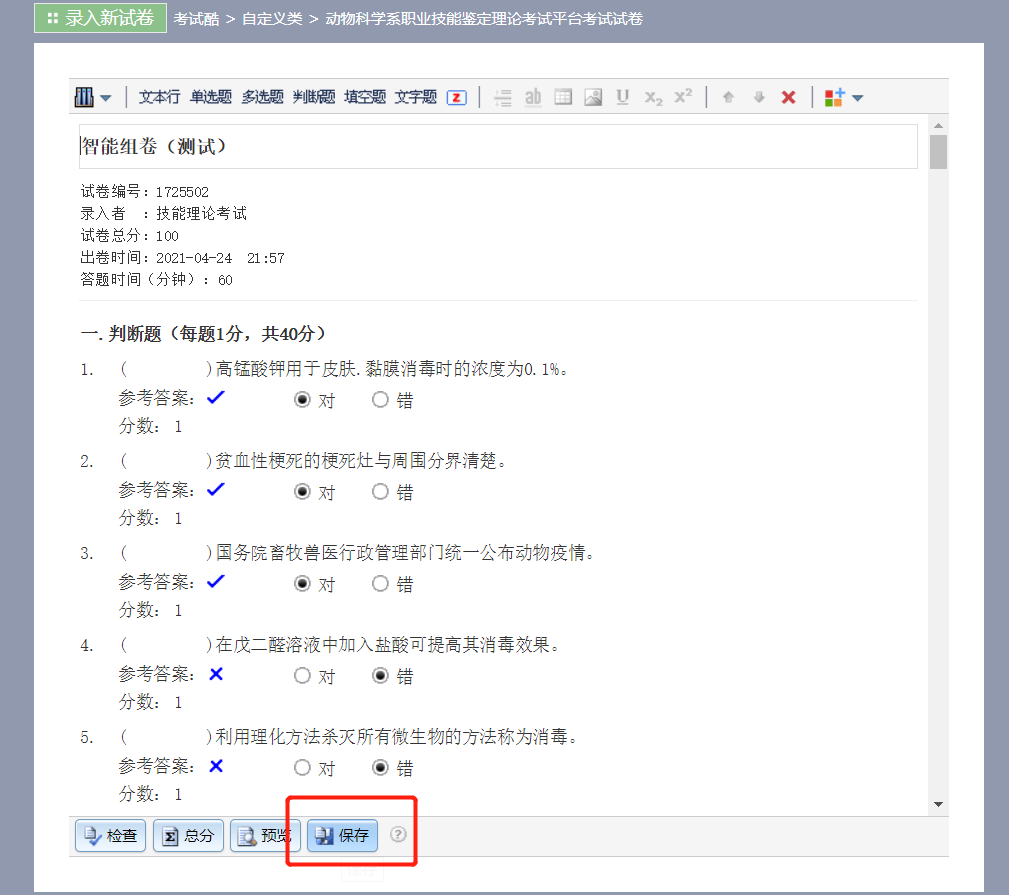 录入新试卷 考试酷 > 自定义类 > 动物科学系职业技能鉴定理论考试平台考试试卷
文本行 单选题 多选题 判断题 填空题 文字题 Z ab U X₂ X²
智能组卷（测试）
试卷编号：1725502
录入者 ：技能理论考试
试卷总分：100
出卷时间：2021-04-24 21:57
答题时间（分钟）：60
一. 判断题（每题1分，共40分）
1. （ ）高锰酸钾用于皮肤.黏膜消毒时的浓度为0.1%。
参考答案： 对 错
分数： 1
2. （ ）贫血性梗死的梗死灶与周围分界清楚。
参考答案： 对 错
分数： 1
3. （ ）国务院畜牧兽医行政管理部门统一公布动物疫情。
参考答案： 对 错
分数： 1
4. （ ）在戊二醛溶液中加入盐酸可提高其消毒效果。
参考答案： 对 错
分数： 1
5. （ ）利用理化方法杀灭所有微生物的方法称为消毒。
参考答案： 对 错
分数： 1
检查 Σ 总分 预览 保存 ?